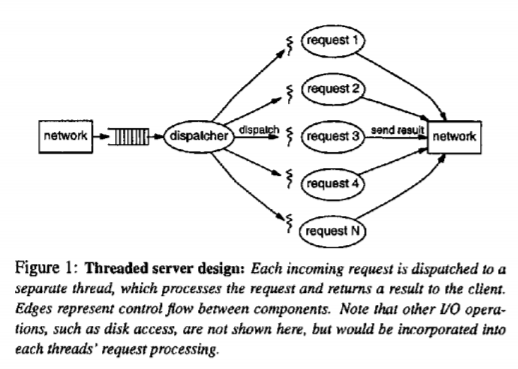 request 1
request 2
network
dispatcher
dispatch
request 3
send result
network
request 4
request N
Figure 1: Threaded server design: Each incoming request is dispatched to a
separate thread, which processes the request and returns a result to the client.
Edges represent control flow between components. Note that other I/O opera-
tions, such as disk access, are not shown here, but would be incorporated into
each threads' request processing.